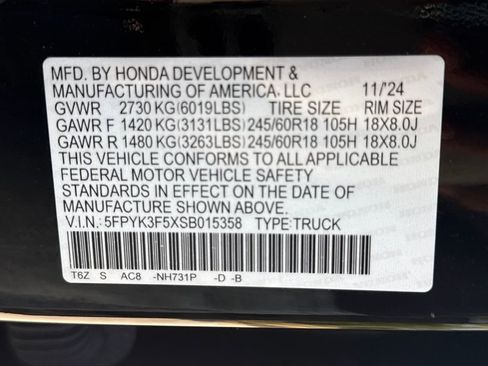 MFD. BY HONDA DEVELOPMENT &
MANUFACTURING OF AMERICA, LLC 11/'24
GVWR 2730 KG(6019LBS) TIRE SIZE RIM SIZE
GAWR F 1420 KG(3131LBS) 245/60R18 105H 18X8.0J
GAWR R 1480 KG(3263LBS) 245/60R18 105H 18X8.0J
THIS VEHICLE CONFORMS TO ALL APPLICABLE
FEDERAL MOTOR VEHICLE SAFETY
STANDARDS IN EFFECT ON THE DATE OF
MANUFACTURE SHOWN ABOVE.
V.I.N.: 5FPYK3F5XSB015358 TYPE:TRUCK
T6Z S AC8 -NH731P -D -B